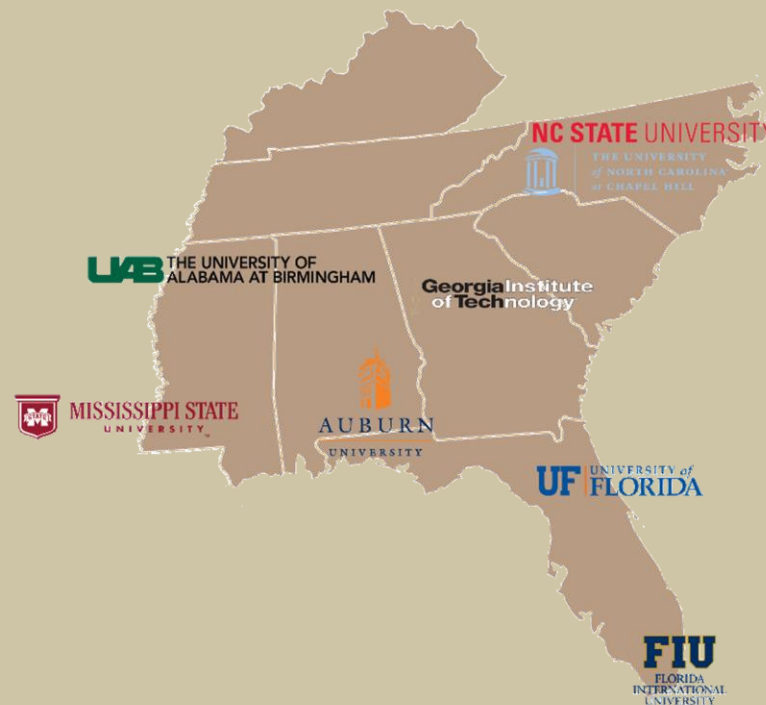 NC STATE UNIVERSITY
THE UNIVERSITY
of NORTH CAROLINA
at CHAPEL HILL
UAB THE UNIVERSITY OF
ALABAMA AT BIRMINGHAM
Georgia Institute
of Technology
MISSISSIPPI STATE
UNIVERSITY™
AUBURN
UNIVERSITY
UF UNIVERSITY of
FLORIDA
FIU
FLORIDA
INTERNATIONAL
UNIVERSITY